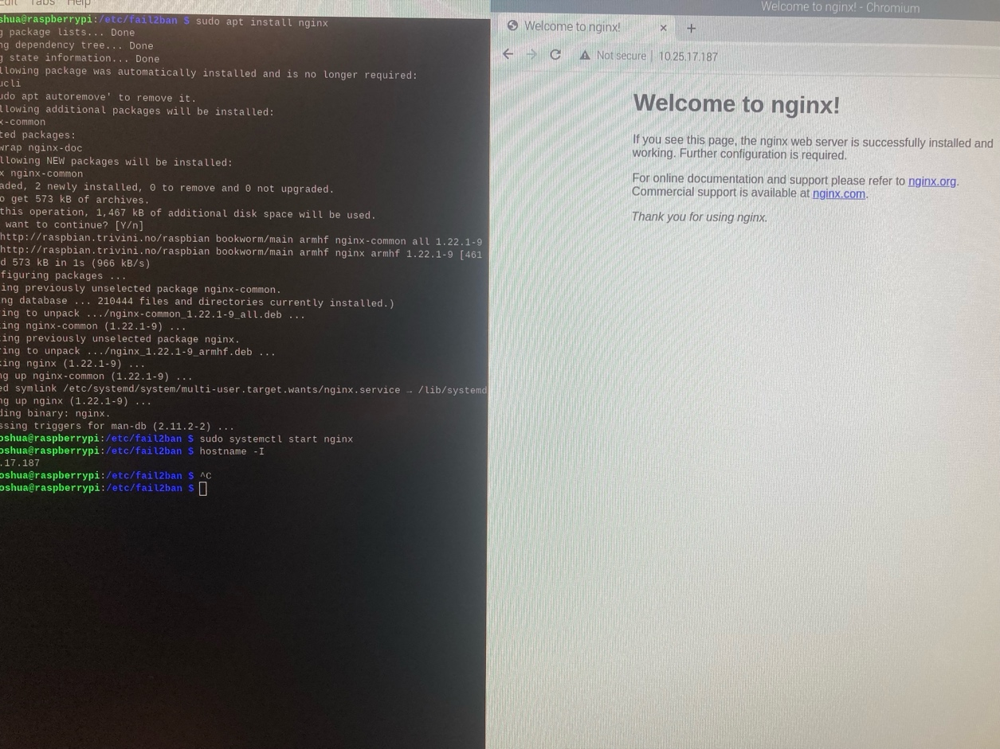 Edit Tabs Help
shua@raspberrypi:/etc/fail2ban $ sudo apt install nginx
g package lists... Done
ng dependency tree... Done
g state information... Done
llowing package was automatically installed and is no longer required:
ucli
udo apt autoremove' to remove it.
llowing additional packages will be installed:
x-common
ted packages:
wrap nginx-doc
llowing NEW packages will be installed:
x nginx-common
aded, 2 newly installed, 0 to remove and 0 not upgraded.
o get 573 kB of archives.
this operation, 1,467 kB of additional disk space will be used.
want to continue? [Y/n]
http://raspbian.trivini.no/raspbian bookworm/main armhf nginx-common all 1.22.1-9
http://raspbian.trivini.no/raspbian bookworm/main armhf nginx armhf 1.22.1-9 [461
d 573 kB in 1s (966 kB/s)
figuring packages ...
ing previously unselected package nginx-common.
ng database ... 210444 files and directories currently installed.)
ring to unpack .../nginx-common_1.22.1-9_all.deb ...
king nginx-common (1.22.1-9) ...
ting previously unselected package nginx.
ring to unpack .../nginx_1.22.1-9_armhf.deb ...
king nginx (1.22.1-9) ...
ng up nginx-common (1.22.1-9) ...
ed symlink /etc/systemd/system/multi-user.target.wants/nginx.service → /lib/systemd
ng up nginx (1.22.1-9) ...
ding binary: nginx.
ssing triggers for man-db (2.11.2-2) ...
oshua@raspberrypi:/etc/fail2ban $ sudo systemctl start nginx
oshua@raspberrypi:/etc/fail2ban $ hostname -I
.17.187
oshua@raspberrypi:/etc/fail2ban $ ^C
oshua@raspberrypi:/etc/fail2ban $
Welcome to nginx! - Chromium
Welcome to nginx!
Not secure | 10.25.17.187
Welcome to nginx!
If you see this page, the nginx web server is successfully installed and
working. Further configuration is required.
For online documentation and support please refer to nginx.org.
Commercial support is available at nginx.com.
Thank you for using nginx.